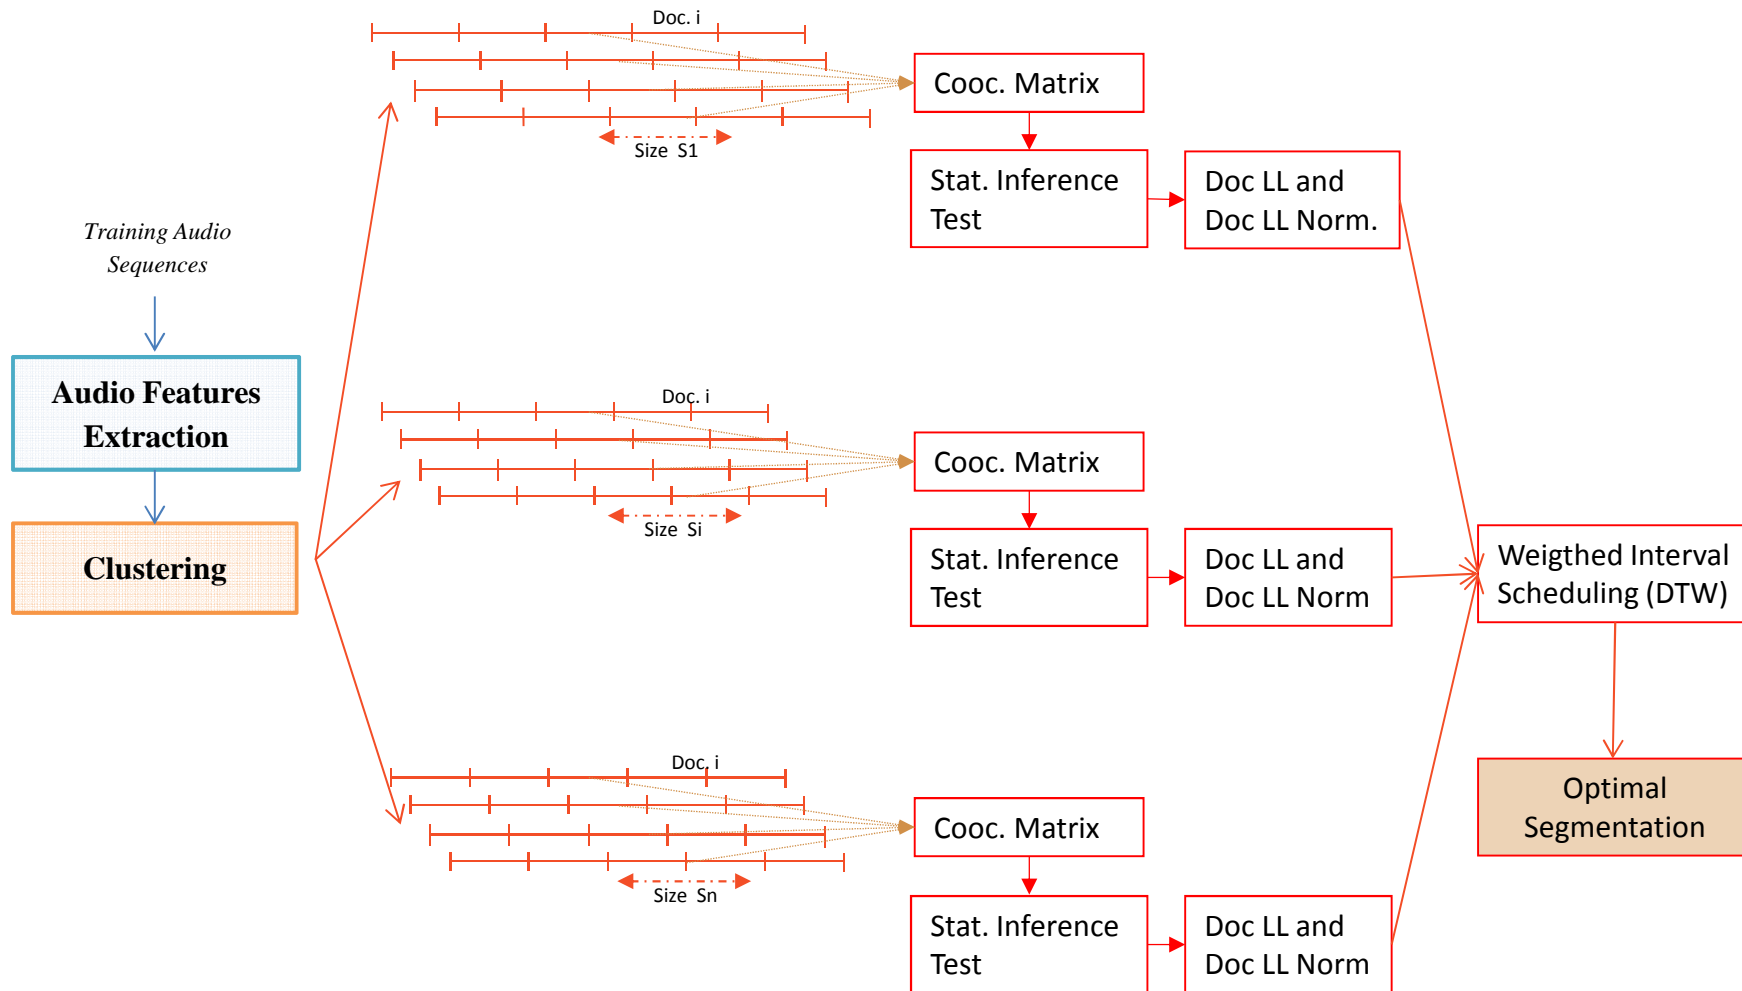 Training Audio
Sequences
Audio Features
Extraction
Clustering
Doc. i
Size S1
Cooc. Matrix
Stat. Inference
Test
Doc LL and
Doc LL Norm.
Doc. i
Size Si
Cooc. Matrix
Stat. Inference
Test
Doc LL and
Doc LL Norm
Doc. i
Size Sn
Cooc. Matrix
Stat. Inference
Test
Doc LL and
Doc LL Norm
Weigthed Interval
Scheduling (DTW)
Optimal
Segmentation